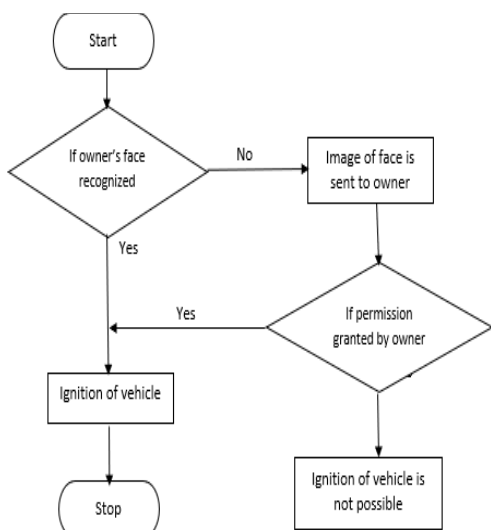 Start
If owner's face
recognized
No
Image of face is
sent to owner
Yes
If permission
granted by owner
Yes
Ignition of vehicle
Ignition of vehicle is
not possible
Stop